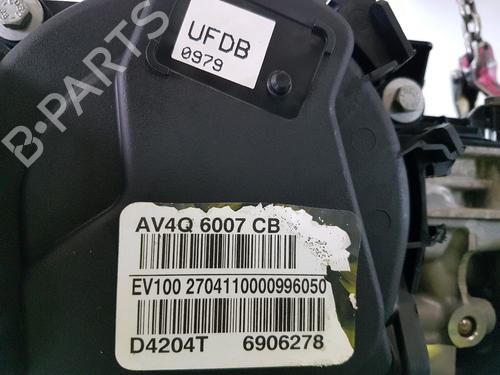 UFDB
0979
B-PARTS
AV4Q 6007 CB
EV100 2704110000996050
D4204T 6906278